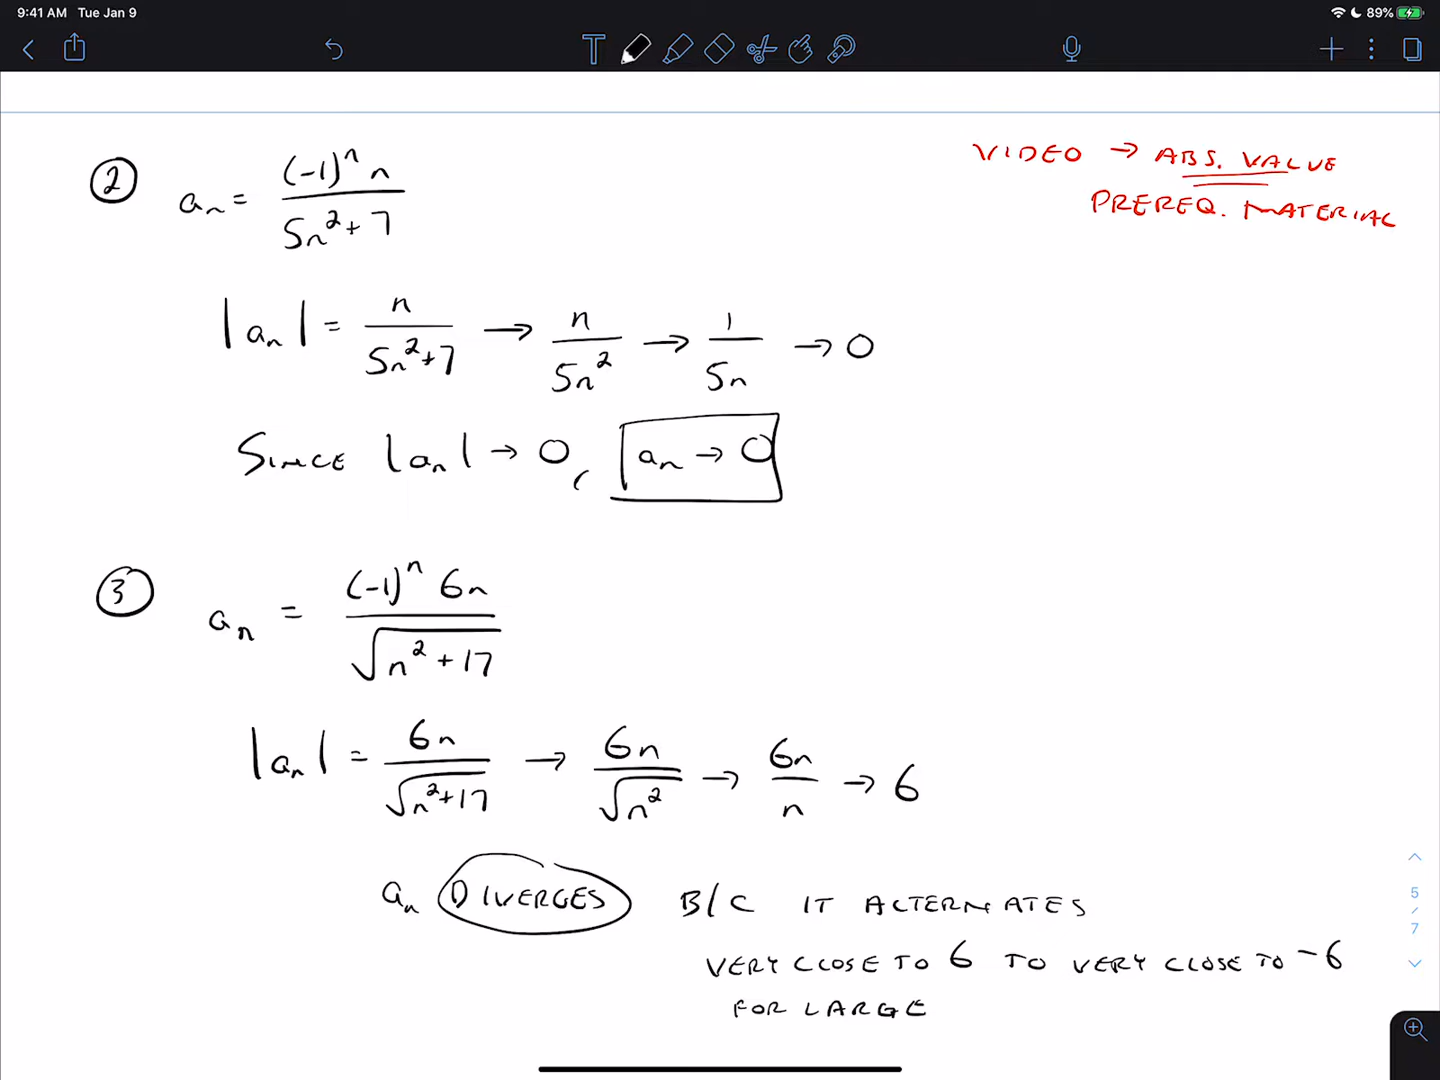 9:41 AM Tue Jan 9
89%
VIDEO → ABS. VALUE
PREREQ. MATERIAL
② aₙ = (-1)ⁿ n / 5n² + 7
|aₙ| = n / 5n² + 7 → n / 5n² → 1 / 5n → 0
SINCE |aₙ| → 0, aₙ → 0
③ aₙ = (-1)ⁿ 6n / √(n² + 17)
|aₙ| = 6n / √(n² + 17) → 6n / √(n²) → 6n / n → 6
aₙ DIVERGES B/C IT ALTERNATES
VERY CLOSE TO 6 TO VERY CLOSE TO -6
FOR LARGE
5 / 7